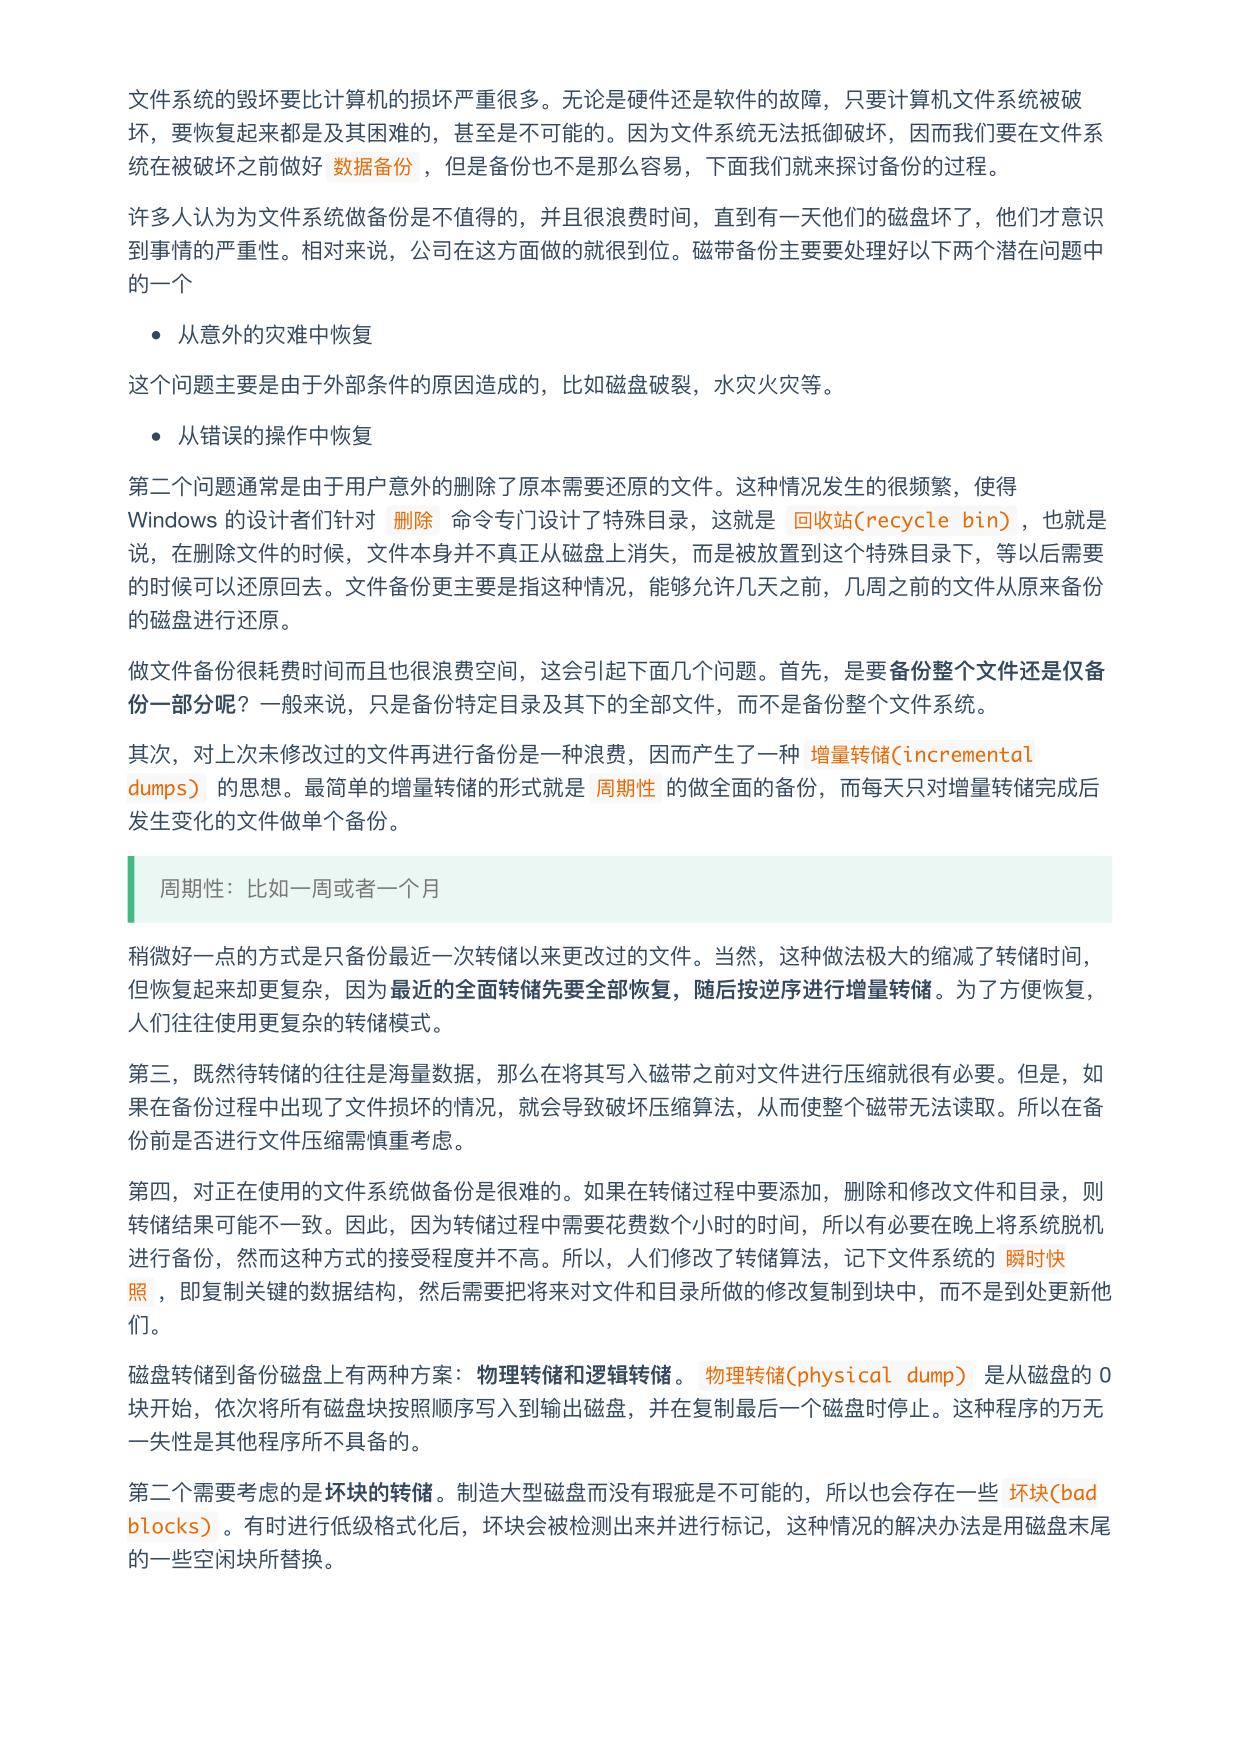 文件系统的毁坏要比计算机的损坏严重很多。无论是硬件还是软件的故障，只要计算机文件系统被破
坏，要恢复起来都是及其困难的，甚至是不可能的。因为文件系统无法抵御破坏，因而我们要在文件系
统在被破坏之前做好 数据备份 ，但是备份也不是那么容易，下面我们就来探讨备份的过程。
许多人认为为文件系统做备份是不值得的，并且很浪费时间，直到有一天他们的磁盘坏了，他们才意识
到事情的严重性。相对来说，公司在这方面做的就很到位。磁带备份主要要处理好以下两个潜在问题中
的一个
• 从意外的灾难中恢复
这个问题主要是由于外部条件的原因造成的，比如磁盘破裂，水灾火灾等。
• 从错误的操作中恢复
第二个问题通常是由于用户意外的删除了原本需要还原的文件。这种情况发生的很频繁，使得
Windows 的设计者们针对 删除 命令专门设计了特殊目录，这就是 回收站(recycle bin) ，也就是
说，在删除文件的时候，文件本身并不真正从磁盘上消失，而是被放置到这个特殊目录下，等以后需要
的时候可以还原回去。文件备份更主要是指这种情况，能够允许几天之前，几周之前的文件从原来备份
的磁盘进行还原。
做文件备份很耗费时间而且也很浪费空间，这会引起下面几个问题。首先，是要备份整个文件还是仅备
份一部分呢？一般来说，只是备份特定目录及其下的全部文件，而不是备份整个文件系统。
其次，对上次未修改过的文件再进行备份是一种浪费，因而产生了一种 增量转储(incremental
dumps) 的思想。最简单的增量转储的形式就是 周期性 的做全面的备份，而每天只对增量转储完成后
发生变化的文件做单个备份。
周期性：比如一周或者一个月
稍微好一点的方式是只备份最近一次转储以来更改过的文件。当然，这种做法极大的缩减了转储时间，
但恢复起来却更复杂，因为最近的全面转储先要全部恢复，随后按逆序进行增量转储。为了方便恢复，
人们往往使用更复杂的转储模式。
第三，既然待转储的往往是海量数据，那么在将其写入磁带之前对文件进行压缩就很有必要。但是，如
果在备份过程中出现了文件损坏的情况，就会导致破坏压缩算法，从而使整个磁带无法读取。所以在备
份前是否进行文件压缩需慎重考虑。
第四，对正在使用的文件系统做备份是很难的。如果在转储过程中要添加，删除和修改文件和目录，则
转储结果可能不一致。因此，因为转储过程中需要花费数个小时的时间，所以有必要在晚上将系统脱机
进行备份，然而这种方式的接受程度并不高。所以，人们修改了转储算法，记下文件系统的 瞬时快
照 ，即复制关键的数据结构，然后需要把将来对文件和目录所做的修改复制到块中，而不是到处更新他
们。
磁盘转储到备份磁盘上有两种方案：物理转储和逻辑转储。 物理转储(physical dump) 是从磁盘的 0
块开始，依次将所有磁盘块按照顺序写入到输出磁盘，并在复制最后一个磁盘时停止。这种程序的万无
一失性是其他程序所不具备的。
第二个需要考虑的是坏块的转储。制造大型磁盘而没有瑕疵是不可能的，所以也会存在一些 坏块(bad
blocks) 。有时进行低级格式化后，坏块会被检测出来并进行标记，这种情况的解决办法是用磁盘末尾
的一些空闲块所替换。